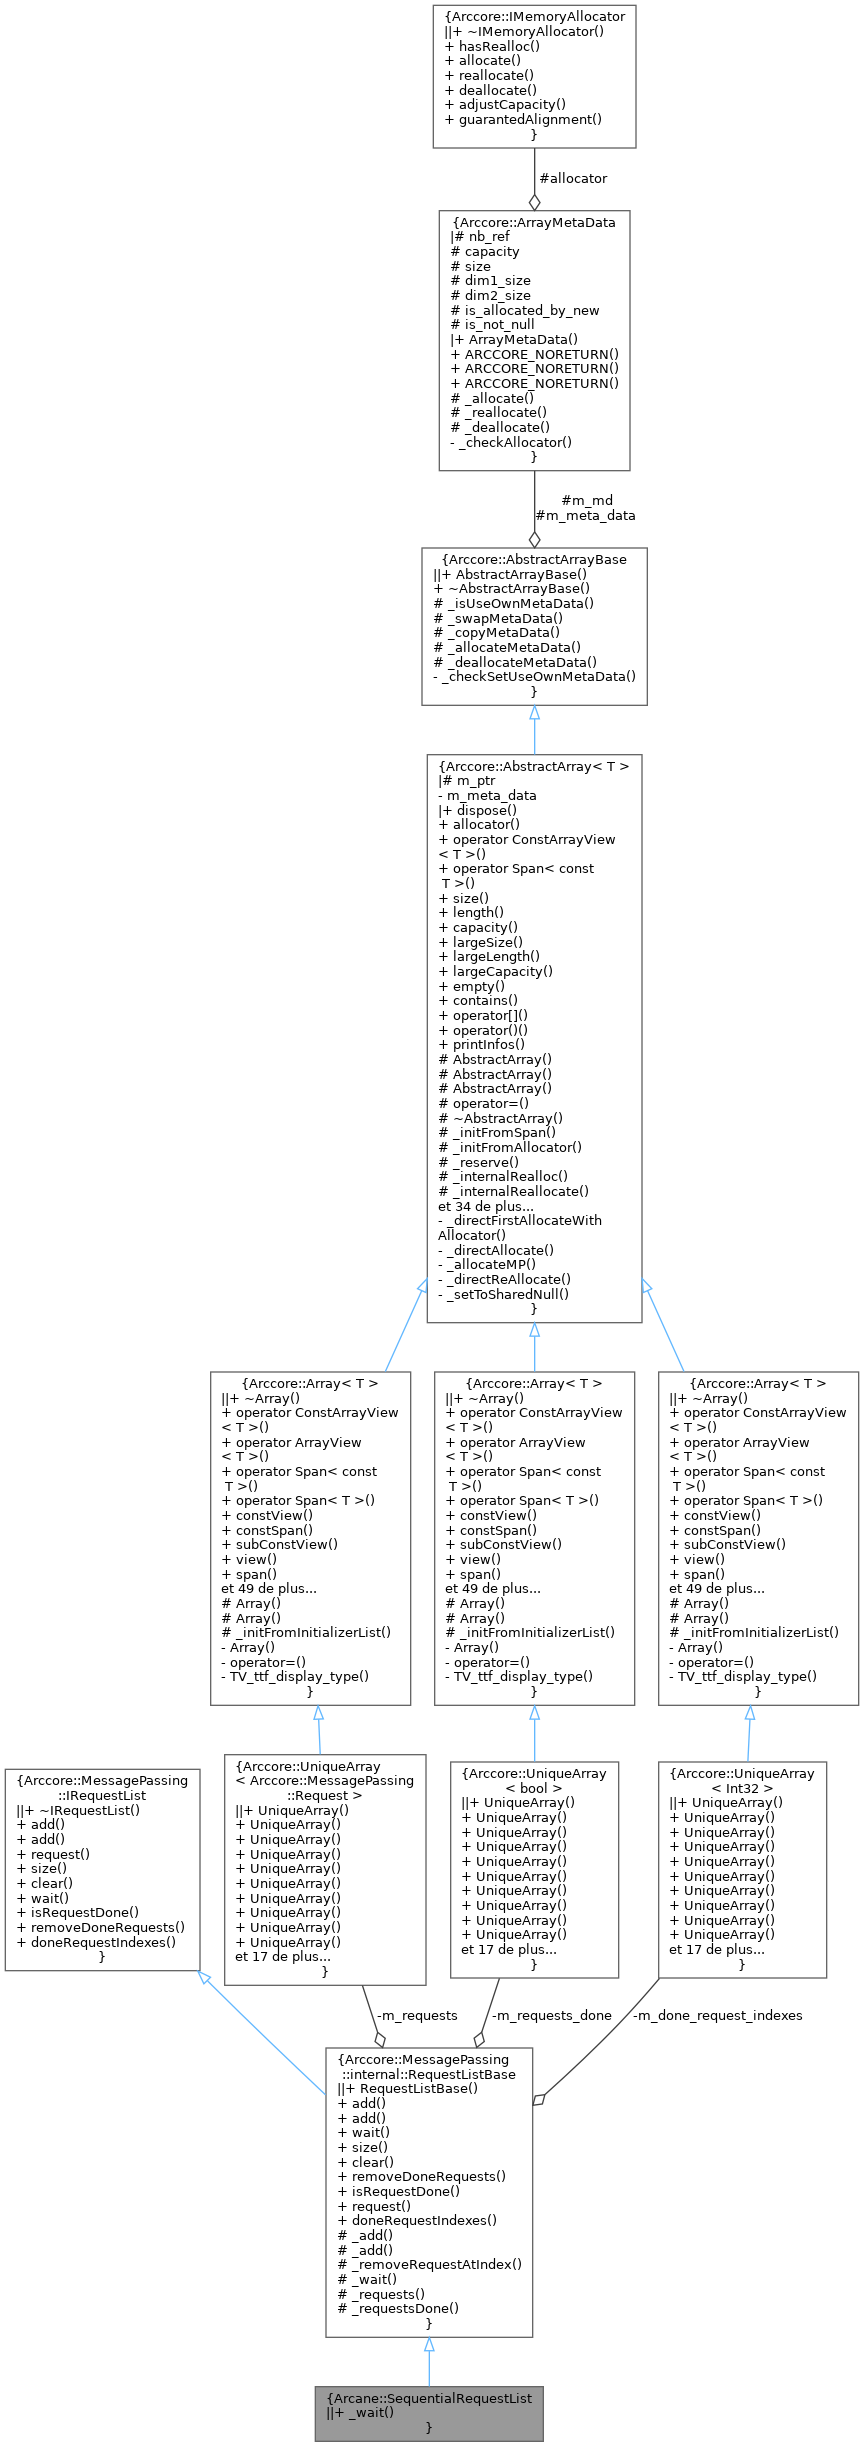 {Arccore::IMemoryAllocator
||+ ~IMemoryAllocator()
+ hasRealloc()
+ allocate()
+ reallocate()
+ deallocate()
+ adjustCapacity()
+ guarantedAlignment()
}
#allocator
{Arccore::ArrayMetaData
|# nb_ref
# capacity
# size
# dim1_size
# dim2_size
# is_allocated_by_new
# is_not_null
|+ ArrayMetaData()
+ ARCCORE_NORETURN()
+ ARCCORE_NORETURN()
+ ARCCORE_NORETURN()
# _allocate()
# _reallocate()
# _deallocate()
- _checkAllocator()
}
#m_md
#m_meta_data
{Arccore::AbstractArrayBase
||+ AbstractArrayBase()
+ ~AbstractArrayBase()
# _isUseOwnMetaData()
# _swapMetaData()
# _copyMetaData()
# _allocateMetaData()
# _deallocateMetaData()
- _checkSetUseOwnMetaData()
}
{Arccore::AbstractArray< T >
|# m_ptr
- m_meta_data
|+ dispose()
+ allocator()
+ operator ConstArrayView
< T >()
+ operator Span< const
T >()
+ size()
+ length()
+ capacity()
+ largeSize()
+ largeLength()
+ largeCapacity()
+ empty()
+ contains()
+ operator[]()
+ operator()()
+ printInfos()
# AbstractArray()
# AbstractArray()
# AbstractArray()
# operator=()
# ~AbstractArray()
# _initFromSpan()
# _initFromAllocator()
# _reserve()
# _internalRealloc()
# _internalReallocate()
et 34 de plus...
- _directFirstAllocateWith
Allocator()
- _directAllocate()
- _allocateMP()
- _directReAllocate()
- _setToSharedNull()
}
{Arccore::Array< T >
||+ ~Array()
+ operator ConstArrayView
< T >()
+ operator ArrayView
< T >()
+ operator Span< const
T >()
+ operator Span< T >()
+ constView()
+ constSpan()
+ subConstView()
+ view()
+ span()
et 49 de plus...
# Array()
# Array()
# _initFromInitializerList()
- Array()
- operator=()
- TV_ttf_display_type()
}
{Arccore::Array< T >
||+ ~Array()
+ operator ConstArrayView
< T >()
+ operator ArrayView
< T >()
+ operator Span< const
T >()
+ operator Span< T >()
+ constView()
+ constSpan()
+ subConstView()
+ view()
+ span()
et 49 de plus...
# Array()
# Array()
# _initFromInitializerList()
- Array()
- operator=()
- TV_ttf_display_type()
}
{Arccore::Array< T >
||+ ~Array()
+ operator ConstArrayView
< T >()
+ operator ArrayView
< T >()
+ operator Span< const
T >()
+ operator Span< T >()
+ constView()
+ constSpan()
+ subConstView()
+ view()
+ span()
et 49 de plus...
# Array()
# Array()
# _initFromInitializerList()
- Array()
- operator=()
- TV_ttf_display_type()
}
{Arccore::MessagePassing
::IRequestList
||+ ~IRequestList()
+ add()
+ add()
+ request()
+ size()
+ clear()
+ wait()
+ isRequestDone()
+ removeDoneRequests()
+ doneRequestIndexes()
}
{Arccore::UniqueArray
< Arccore::MessagePassing
::Request >
||+ UniqueArray()
+ UniqueArray()
+ UniqueArray()
+ UniqueArray()
+ UniqueArray()
+ UniqueArray()
+ UniqueArray()
+ UniqueArray()
+ UniqueArray()
+ UniqueArray()
et 17 de plus...
}
{Arccore::UniqueArray
< bool >
||+ UniqueArray()
+ UniqueArray()
+ UniqueArray()
+ UniqueArray()
+ UniqueArray()
+ UniqueArray()
+ UniqueArray()
+ UniqueArray()
+ UniqueArray()
+ UniqueArray()
et 17 de plus...
}
{Arccore::UniqueArray
< Int32 >
||+ UniqueArray()
+ UniqueArray()
+ UniqueArray()
+ UniqueArray()
+ UniqueArray()
+ UniqueArray()
+ UniqueArray()
+ UniqueArray()
+ UniqueArray()
+ UniqueArray()
et 17 de plus...
}
-m_requests
-m_requests_done
-m_done_request_indexes
{Arccore::MessagePassing
::internal::RequestListBase
||+ RequestListBase()
+ add()
+ add()
+ wait()
+ size()
+ clear()
+ removeDoneRequests()
+ isRequestDone()
+ request()
+ doneRequestIndexes()
# _add()
# _add()
# _removeRequestAtIndex()
# _wait()
# _requests()
# _requestsDone()
}
{Arcane::SequentialRequestList
||+ _wait()
}